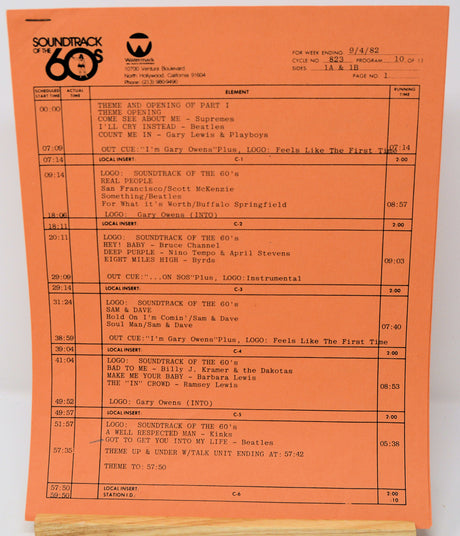 SOUNDTRACK
OF THE
60's
Watermark
10700 Ventura Boulevard
North Hollywood, California 91604
Phone: (213) 980-9490
FOR WEEK ENDING 9/4/82
CYCLE NO. 823 PROGRAM 10 OF 13
SIDES 1A & 1B
PAGE NO. 1
SCHEDULED START TIME ACTUAL TIME ELEMENT RUNNING TIME
00:00 THEME AND OPENING OF PART I
THEME OPENING
COME SEE ABOUT ME - Supremes
I'LL CRY INSTEAD - Beatles
COUNT ME IN - Gary Lewis & Playboys
07:09 OUT CUE:"I'm Gary Owens"Plus, LOGO: Feels Like The First Time 07:14
07:14 LOCAL INSERT: C-1 2:00
09:14 LOGO: SOUNDTRACK OF THE 60's
REAL PEOPLE
San Francisco/Scott McKenzie
Something/Beatles
For What it's Worth/Buffalo Springfield 08:57
18:06 LOGO: Gary Owens (INTO)
18:11 LOCAL INSERT: C-2 2:00
20:11 LOGO: SOUNDTRACK OF THE 60's
HEY! BABY - Bruce Channel
DEEP PURPLE - Nino Tempo & April Stevens
EIGHT MILES HIGH - Byrds 09:03
29:09 OUT CUE: "...ON SOS"Plus, LOGO:Instrumental
29:14 LOCAL INSERT: C-3 2:00
31:24 LOGO: SOUNDTRACK OF THE 60's
SAM & DAVE
Hold On I'm Comin'/Sam & Dave
Soul Man/Sam & Dave 07:40
38:59 OUT CUE:"I'm Gary Owens"Plus, LOGO: Feels Like The First Time
39:04 LOCAL INSERT: C-4 2:00
41:04 LOGO: SOUNDTRACK OF THE 60's
BAD TO ME - Billy J. Kramer & the Dakotas
MAKE ME YOUR BABY - Barbara Lewis
THE "IN" CROWD - Ramsey Lewis 08:53
49:52 LOGO: Gary Owens (INTO)
49:57 LOCAL INSERT: C-5 2:00
51:57 LOGO: SOUNDTRACK OF THE 60's
A WELL RESPECTED MAN - Kinks
GOT TO GET YOU INTO MY LIFE - Beatles 05:38
57:35 THEME UP & UNDER W/TALK UNIT ENDING AT: 57:42
THEME TO: 57:50
57:50 LOCAL INSERT: C-6 2:00
59:50 STATION I.D. :10